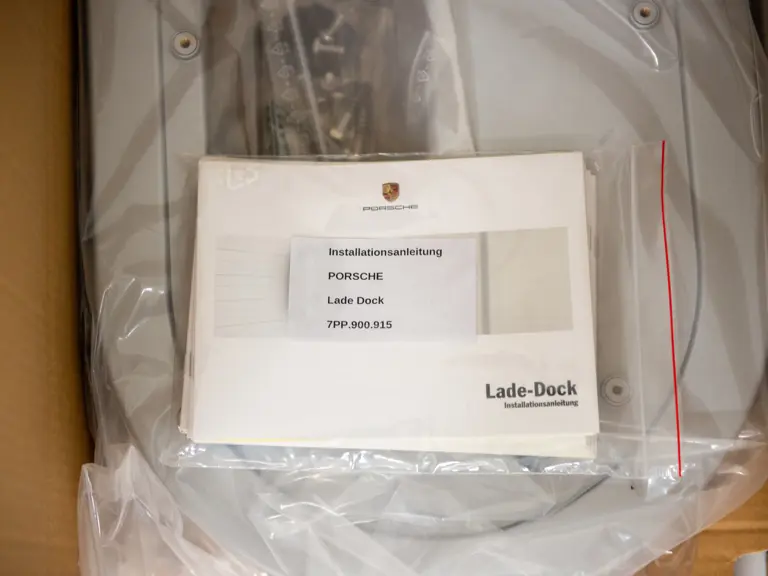 PORSCHE
Installationsanleitung
PORSCHE
Lade Dock
7PP.900.915
Lade-Dock
Installationsanleitung